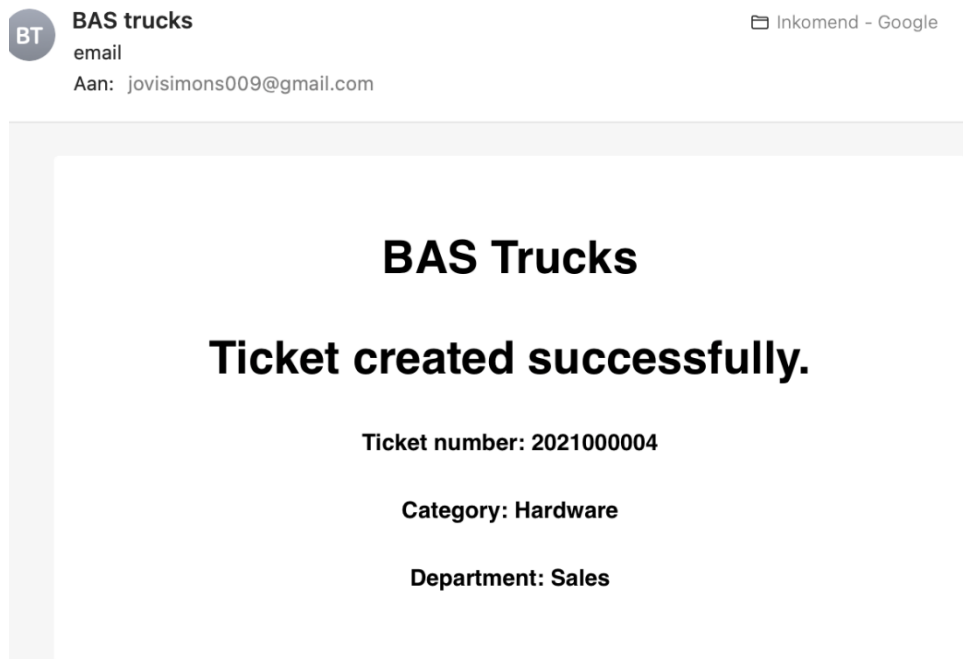 BT
BAS trucks
Inkomend - Google
email
Aan: jovisimons009@gmail.com
BAS Trucks
Ticket created successfully.
Ticket number: 2021000004
Category: Hardware
Department: Sales